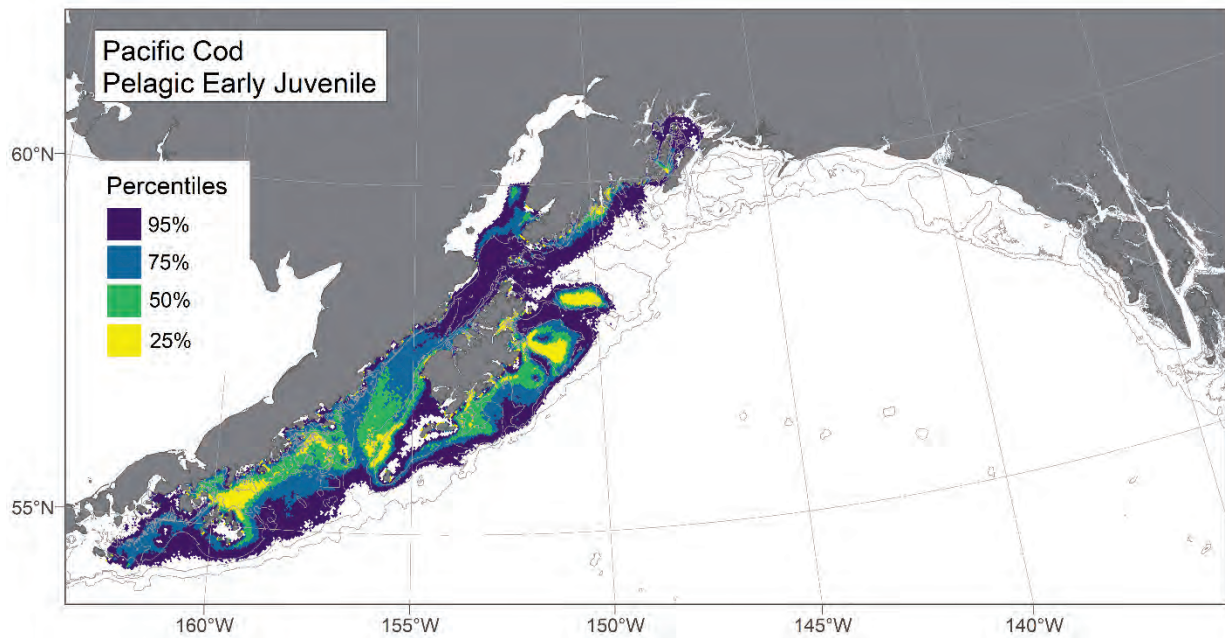 Pacific Cod
Pelagic Early Juvenile
60°N
Percentiles
95%
75%
50%
25%
55°N
160°W
155°W
150°W
145°W
140°W